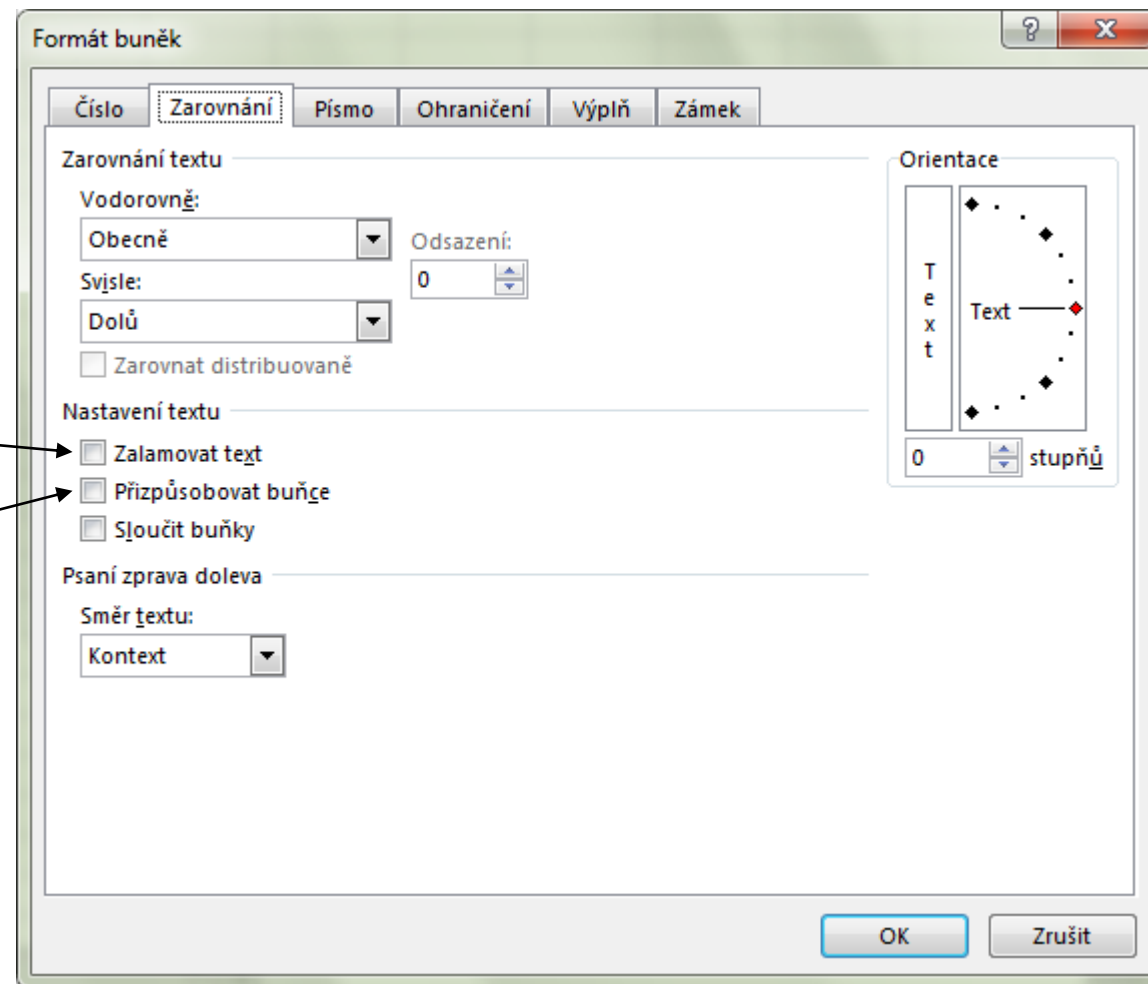 Formát buněk
Číslo Zarovnání Písmo Ohraničení Výplň Zámek
Zarovnání textu
Vodorovně:
Obecně
Odsazení:
0
Svisle:
Dolů
Zarovnat distribuovaně
Nastavení textu
Zalamovat text
Přizpůsobovat buňce
Sloučit buňky
Psaní zprava doleva
Směr textu:
Kontext
Orientace
T
e
x
t
Text
0 stupňů
OK Zrušit